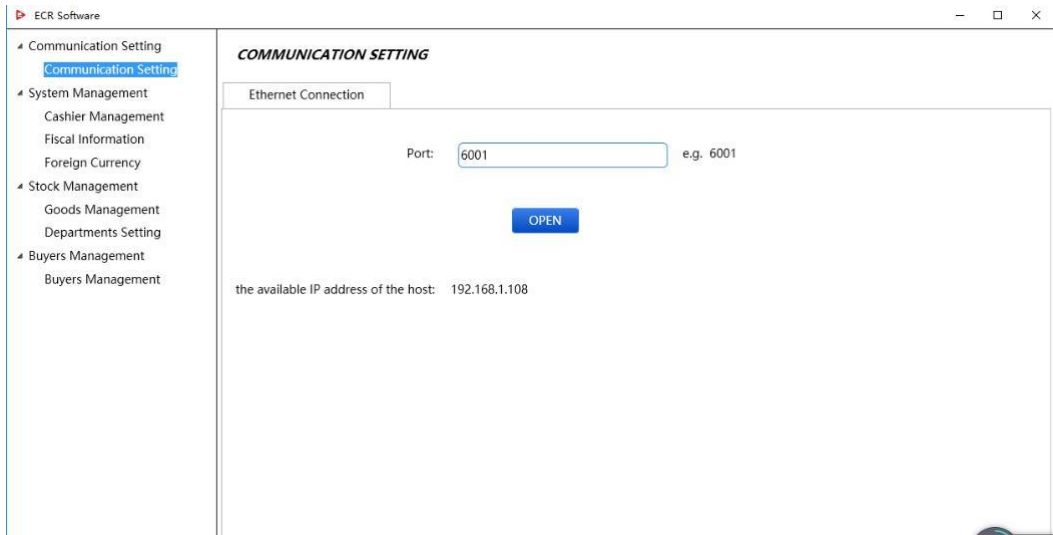 ECR Software
Communication Setting
Communication Setting
System Management
Cashier Management
Fiscal Information
Foreign Currency
Stock Management
Goods Management
Departments Setting
Buyers Management
Buyers Management
COMMUNICATION SETTING
Ethernet Connection
Port: 6001 e.g. 6001
OPEN
the available IP address of the host: 192.168.1.108